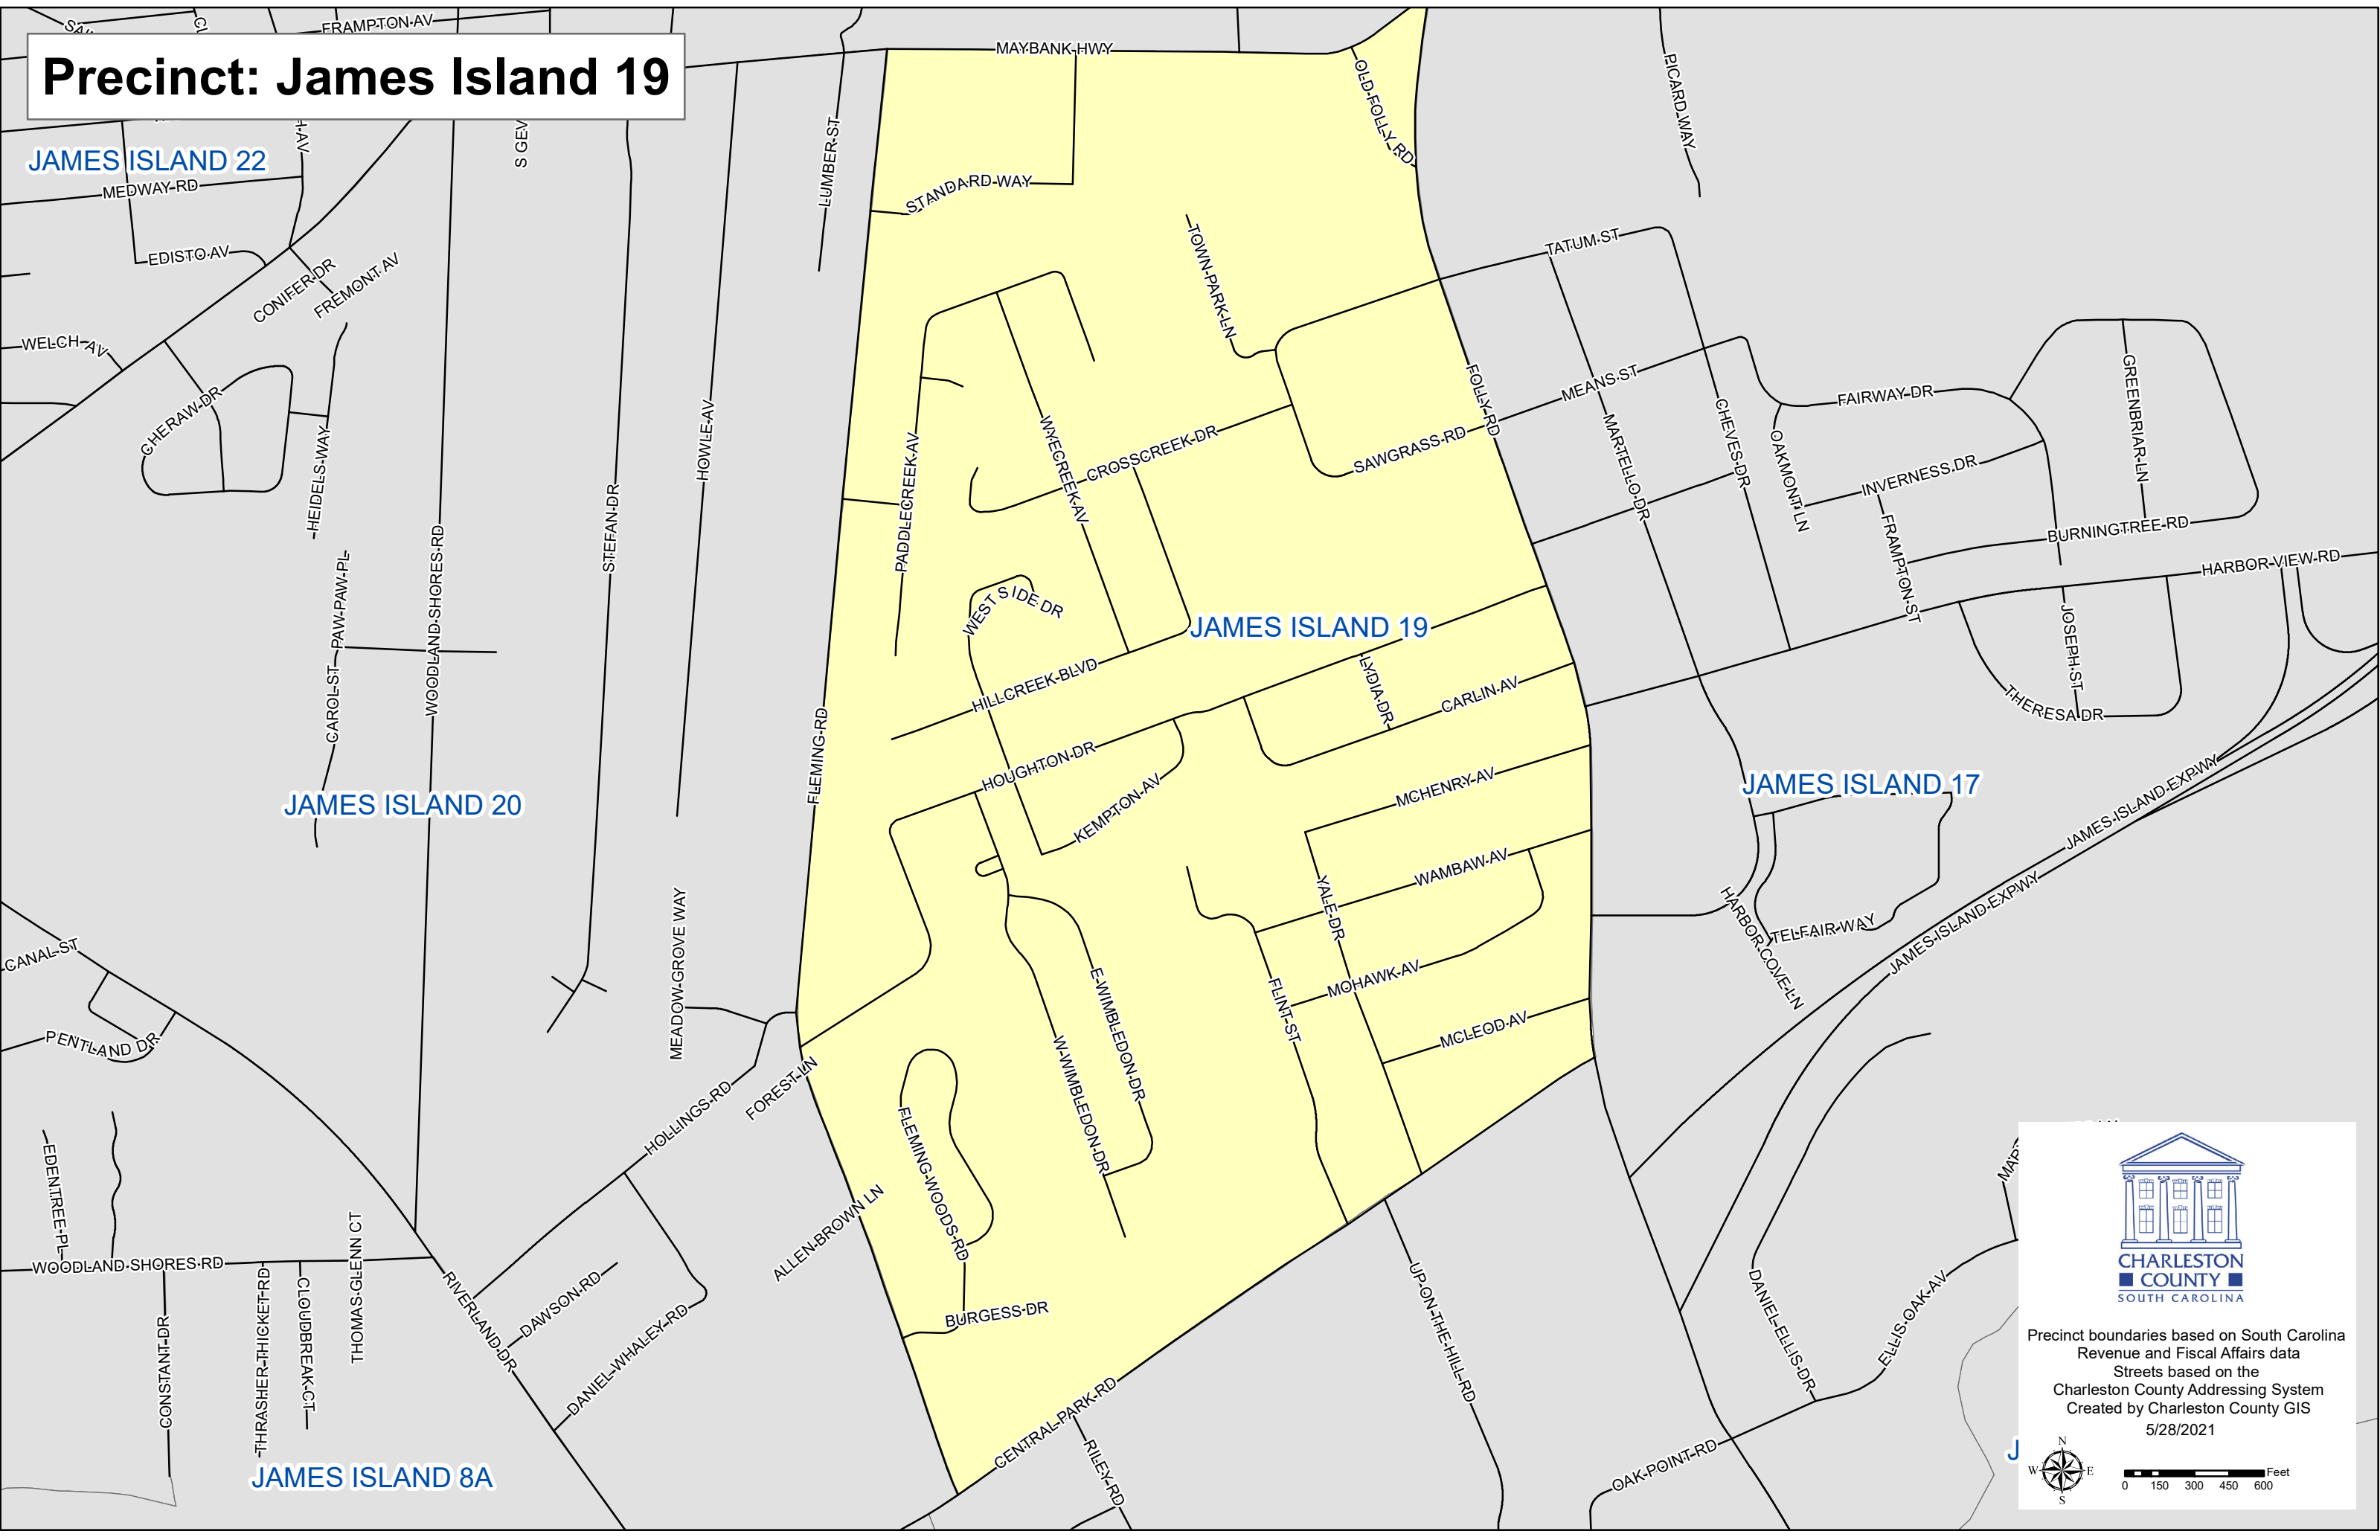 FRAMPTON AV
MAYBANK HWY
Precinct: James Island 19
OLD FOLLY RD
PICARD WAY
S GEV
LUMBER ST
JAMES ISLAND 22
MEDWAY RD
STANDARD WAY
TOWN PARK LN
TATUM ST
EDISTO AV
CONIFER DR
FREMONT AV
WELCH AV
CHERAW DR
HEIDELS WAY
PAW PAW PL
CAROL ST
WOODLAND SHORES RD
STEFAN DR
HOWLE AV
PADDLECREEK AV
WYECREEK AV
CROSSCREEK DR
SAWGRASS RD
FOLLY RD
MEANS ST
MARTELLO DR
CHEVES DR
OAKMONT LN
FAIRWAY DR
INVERNESS DR
GREENBRIAR LN
FRAMPTON ST
BURNINGTREE RD
HARBOR VIEW RD
JOSEPH ST
THERESA DR
WEST SIDE DR
JAMES ISLAND 19
HILLCREEK BLVD
LYDIA DR
CARLIN AV
FLEMING RD
HOUGHTON DR
KEMPTON AV
MCHENRY AV
JAMES ISLAND 17
JAMES ISLAND EXPWY
JAMES ISLAND 20
WAMBAW AV
YALE DR
MOHAWK AV
HARBOR COVE LN
TELFAIR WAY
JAMES ISLAND EXPWY
CANAL ST
PENTLAND DR
MEADOW GROVE WAY
E WIMBLEDON DR
W WIMBLEDON DR
FLINT ST
MCLEOD AV
HOLLINGS RD
FOREST LN
FLEMING WOODS RD
ALLEN BROWN LN
EDENTREE PL
WOODLAND SHORES RD
THOMAS GLENN CT
CONSTANT DR
THRASHER THICKET RD
CLOUDBREAK CT
RIVERLAND DR
DAWSON RD
DANIEL WHALEY RD
BURGESS DR
CENTRAL PARK RD
RILEY RD
UP ON THE HILL RD
DANIEL ELLIS DR
ELLIS OAK AV
OAK POINT RD
JAMES ISLAND 8A
CHARLESTON
COUNTY
SOUTH CAROLINA
Precinct boundaries based on South Carolina
Revenue and Fiscal Affairs data
Streets based on the
Charleston County Addressing System
Created by Charleston County GIS
5/28/2021
N
W E
S
Feet
0 150 300 450 600